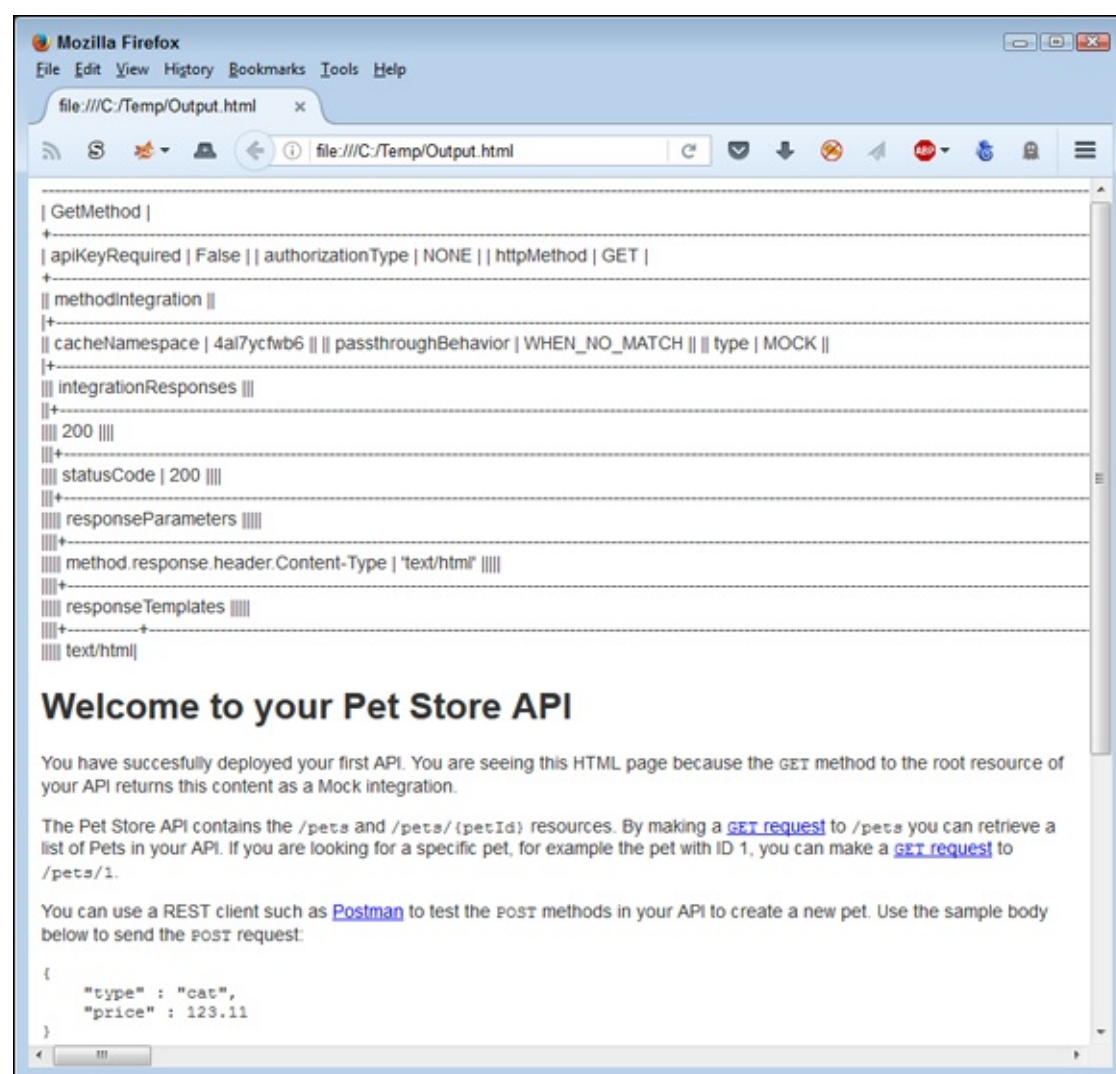 Mozilla Firefox
File Edit View History Bookmarks Tools Help
file:///C:/Temp/Output.html
file:///C:/Temp/Output.html
ABP
| GetMethod |
| apiKeyRequired | False | | authorizationType | NONE | | httpMethod | GET |
|| methodIntegration ||
|| cacheNamespace | 4al7ycfwb6 || || passthroughBehavior | WHEN_NO_MATCH || || type | MOCK ||
||| integrationResponses |||
|||| 200 ||||
|||| statusCode | 200 ||||
||||| responseParameters |||||
||||| method.response.header.Content-Type | 'text/html' |||||
||||| responseTemplates |||||
||||| text/html|
Welcome to your Pet Store API
You have succesfully deployed your first API. You are seeing this HTML page because the GET method to the root resource of
your API returns this content as a Mock integration.
The Pet Store API contains the /pets and /pets/{petId} resources. By making a GET request to /pets you can retrieve a
list of Pets in your API. If you are looking for a specific pet, for example the pet with ID 1, you can make a GET request to
/pets/1.
You can use a REST client such as Postman to test the POST methods in your API to create a new pet. Use the sample body
below to send the POST request:
{
    "type" : "cat",
    "price" : 123.11
}